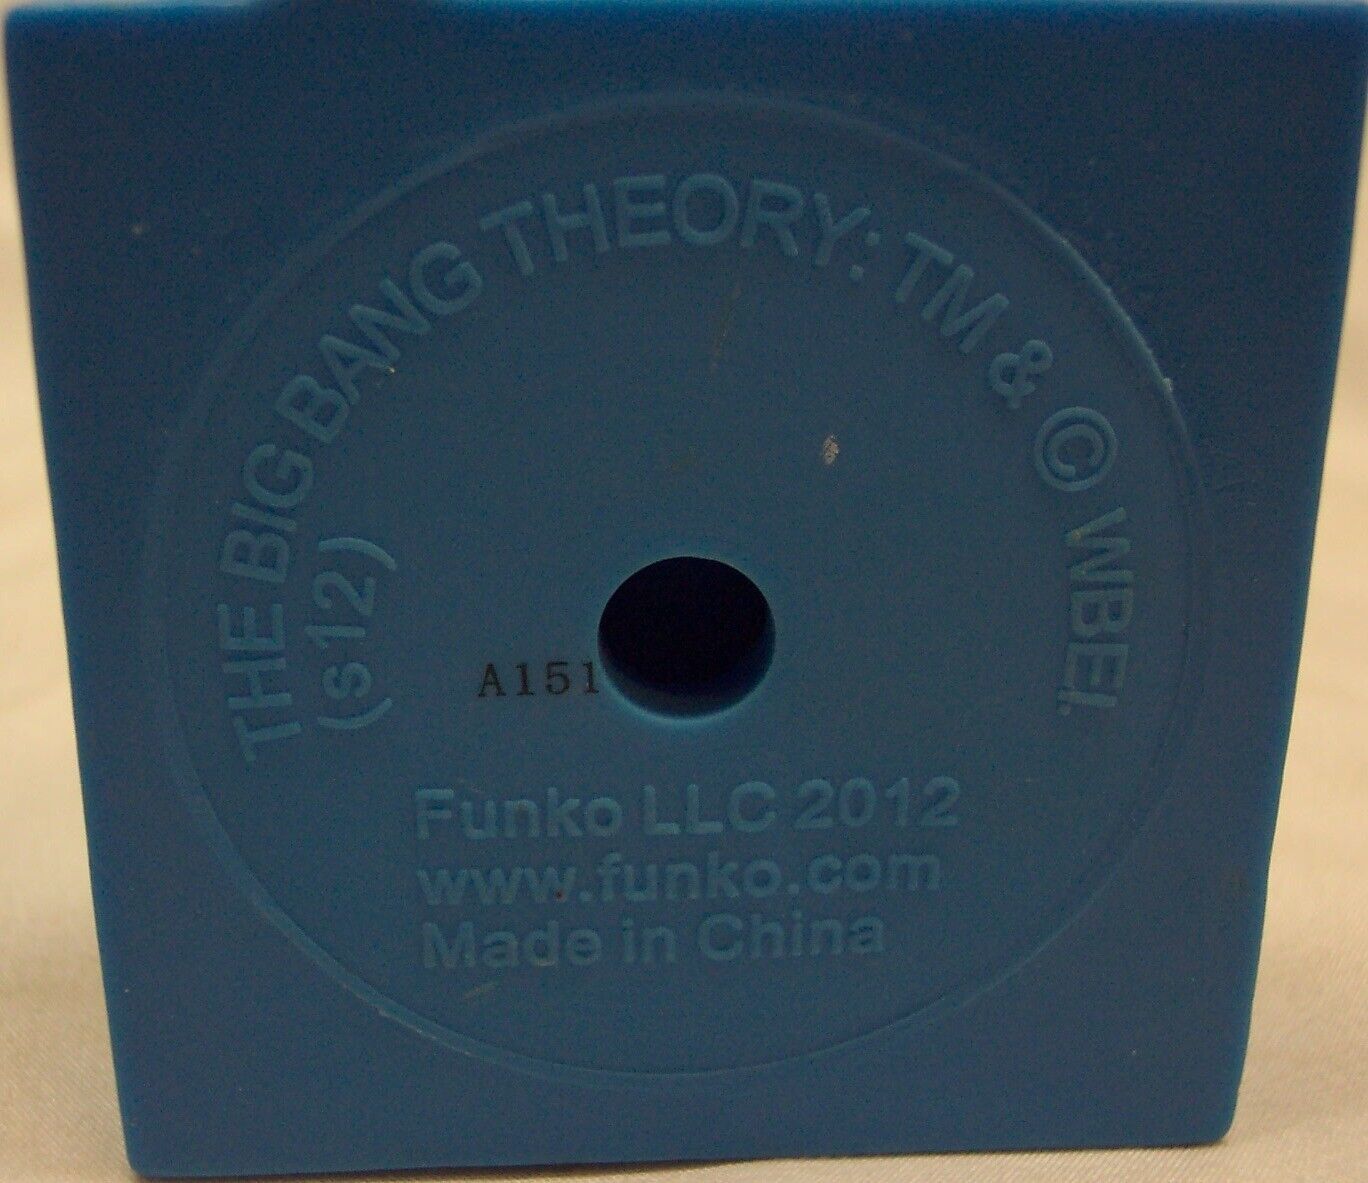 THE BIG BANG THEORY: TM & © WBEI.
(s12)
A151
Funko LLC 2012
www.funko.com
Made in China